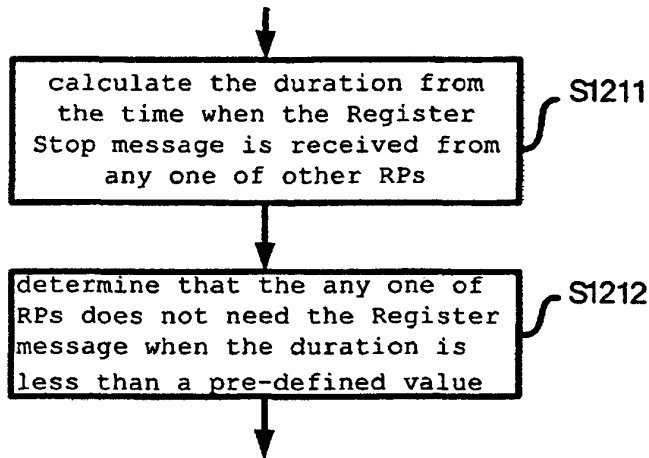 calculate the duration from
the time when the Register
Stop message is received from
any one of other RPs
S1211
determine that the any one of
RPs does not need the Register
message when the duration is
less than a pre-defined value
S1212